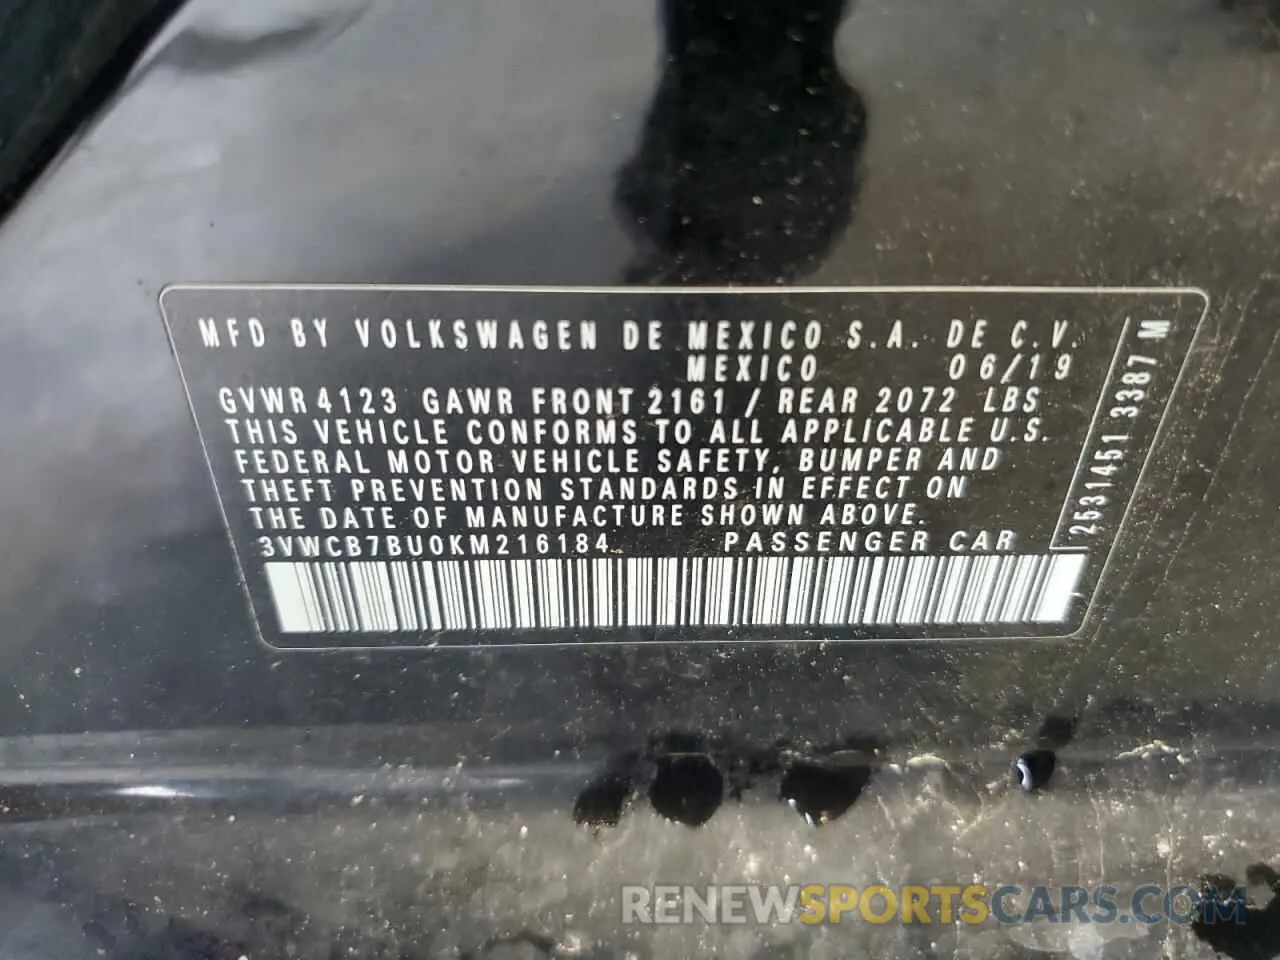 MFD BY VOLKSWAGEN DE MEXICO S.A. DE C.V.
MEXICO 06/19
GVWR 4123 GAWR FRONT 2161 / REAR 2072 LBS
THIS VEHICLE CONFORMS TO ALL APPLICABLE U.S.
FEDERAL MOTOR VEHICLE SAFETY, BUMPER AND
THEFT PREVENTION STANDARDS IN EFFECT ON
THE DATE OF MANUFACTURE SHOWN ABOVE.
3VWCB7BU0KM216184 PASSENGER CAR
2531451 3387 M
RENEWSPORTSCARS.COM